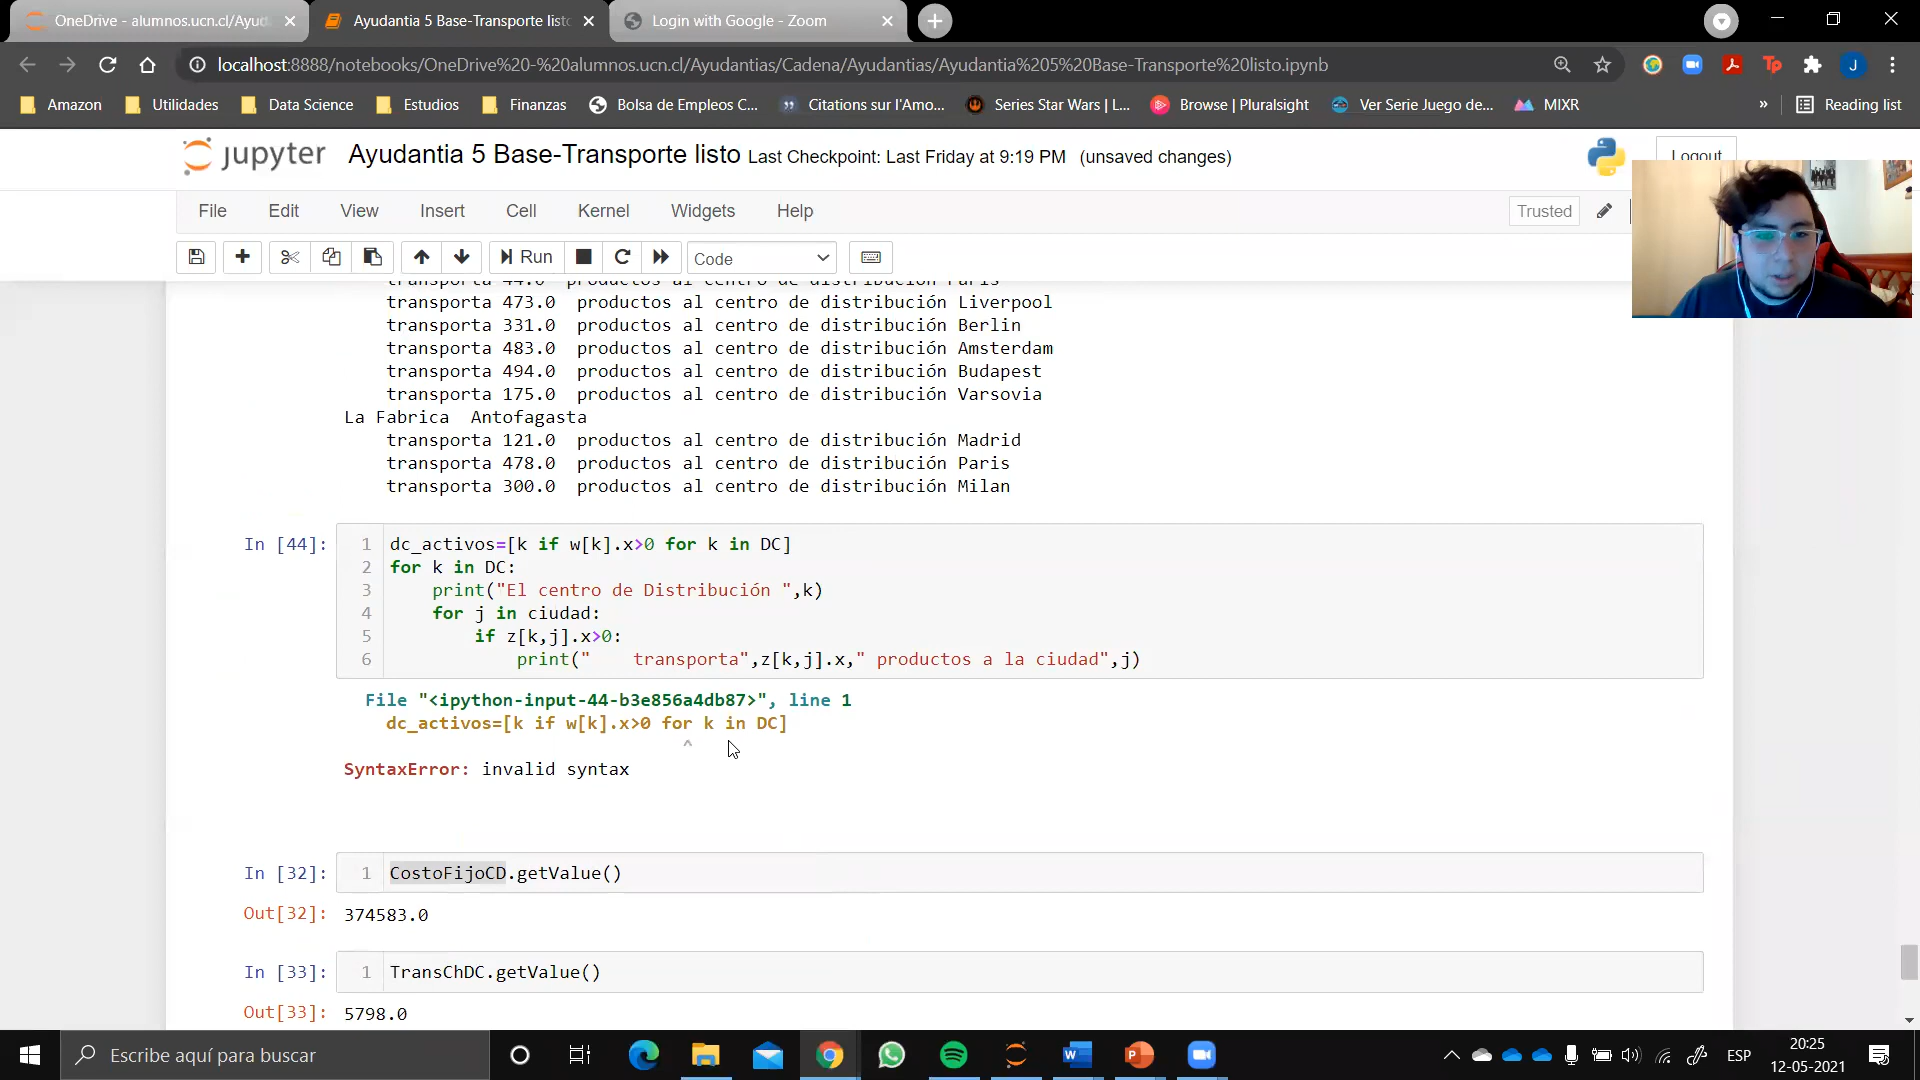 OneDrive - alumnos.ucn.cl/Ayud
Ayudantia 5 Base-Transporte listo
Login with Google - Zoom
localhost:8888/notebooks/OneDrive%20-%20alumnos.ucn.cl/Ayudantias/Cadena/Ayudantias/Ayudantia%205%20Base-Transporte%20listo.ipynb
Amazon Utilidades Data Science Estudios Finanzas Bolsa de Empleos C... Citations sur l'Amo... Series Star Wars | L... Browse | Pluralsight Ver Serie Juego de... MIXR » Reading list
jupyter Ayudantia 5 Base-Transporte listo Last Checkpoint: Last Friday at 9:19 PM (unsaved changes)
Logout
File Edit View Insert Cell Kernel Widgets Help Trusted
Run Code
transporta 44.0 productos al centro de distribución Paris
transporta 473.0 productos al centro de distribución Liverpool
transporta 331.0 productos al centro de distribución Berlin
transporta 483.0 productos al centro de distribución Amsterdam
transporta 494.0 productos al centro de distribución Budapest
transporta 175.0 productos al centro de distribución Varsovia
La Fabrica Antofagasta
transporta 121.0 productos al centro de distribución Madrid
transporta 478.0 productos al centro de distribución Paris
transporta 300.0 productos al centro de distribución Milan
In [44]: 1 dc_activos=[k if w[k].x>0 for k in DC]
2 for k in DC:
3 print("El centro de Distribución ",k)
4 for j in ciudad:
5 if z[k,j].x>0:
6 print("    transporta",z[k,j].x," productos a la ciudad",j)
File "<ipython-input-44-b3e856a4db87>", line 1
dc_activos=[k if w[k].x>0 for k in DC]
^
SyntaxError: invalid syntax
In [32]: 1 CostoFijoCD.getValue()
Out[32]: 374583.0
In [33]: 1 TransChDC.getValue()
Out[33]: 5798.0
Escribe aquí para buscar
ESP
20:25
12-05-2021